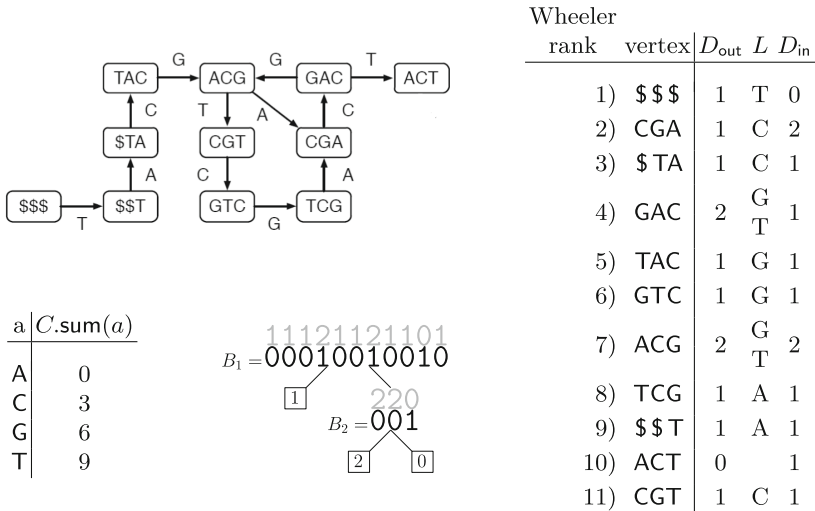 G G T
TAC ACG GAC ACT
C T A C
$TA CGT CGA
A C A
$$$ $$T GTC TCG
T G
a C.sum(a)
A 0
C 3
G 6
T 9
11121121101
B1 =00010010010
1
220
B2 =001
2 0
Wheeler
rank vertex Dout L Din
1) $$$ 1 T 0
2) CGA 1 C 2
3) $TA 1 C 1
4) GAC 2 G T 1
5) TAC 1 G 1
6) GTC 1 G 1
7) ACG 2 G T 2
8) TCG 1 A 1
9) $$T 1 A 1
10) ACT 0 1
11) CGT 1 C 1